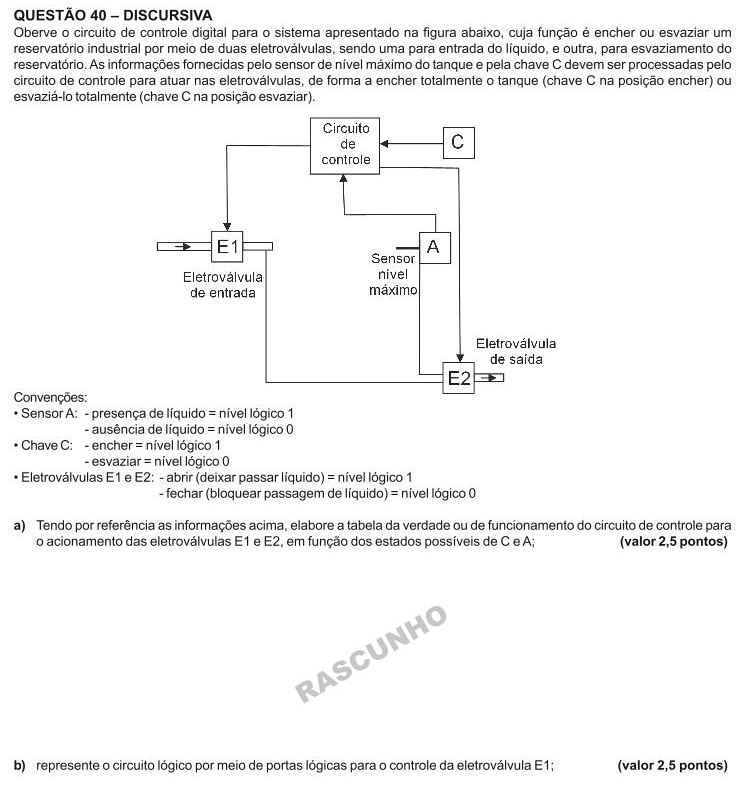 QUESTÃO 40 – DISCURSIVA
Oberve o circuito de controle digital para o sistema apresentado na figura abaixo, cuja função é encher ou esvaziar um
reservatório industrial por meio de duas eletroválvulas, sendo uma para entrada do líquido, e outra, para esvaziamento do
reservatório. As informações fornecidas pelo sensor de nível máximo do tanque e pela chave C devem ser processadas pelo
circuito de controle para atuar nas eletroválvulas, de forma a encher totalmente o tanque (chave C na posição encher) ou
esvaziá-lo totalmente (chave C na posição esvaziar).
Circuito
de
controle
C
E1
Eletroválvula
de entrada
A
Sensor
nível
máximo
Eletroválvula
de saída
E2
Convenções:
• Sensor A: - presença de líquido = nível lógico 1
- ausência de líquido = nível lógico 0
• Chave C: - encher = nível lógico 1
- esvaziar = nível lógico 0
• Eletroválvulas E1 e E2: - abrir (deixar passar líquido) = nível lógico 1
- fechar (bloquear passagem de líquido) = nível lógico 0
a) Tendo por referência as informações acima, elabore a tabela da verdade ou de funcionamento do circuito de controle para
o acionamento das eletroválvulas E1 e E2, em função dos estados possíveis de C e A; (valor 2,5 pontos)
RASCUNHO
b) represente o circuito lógico por meio de portas lógicas para o controle da eletroválvula E1; (valor 2,5 pontos)